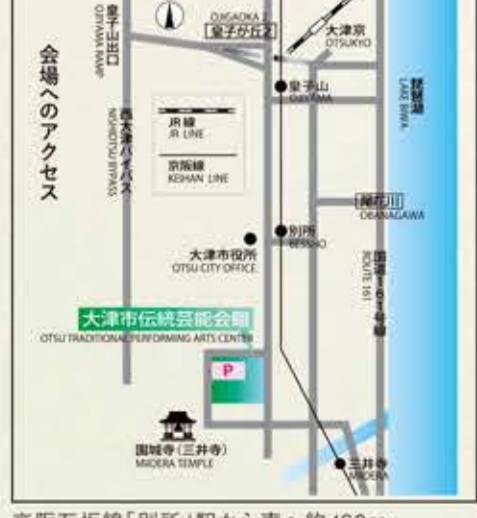 会場へのアクセス
皇子山出口
OJIYAMA RAMP
OJIGAOKA 2
皇子が丘2
大津京
OTSUKYO
皇子山
OJIYAMA
琵琶湖
LAKE BIWA
西大津バイパス
NISHIOTSU BYPASS
JR線
JR LINE
京阪線
KEIHAN LINE
尾花川
OBANAGAWA
別所
BESSHO
大津市役所
OTSU CITY OFFICE
国道161号線
ROUTE 161
大津市伝統芸能会館
OTSU TRADITIONAL PERFORMING ARTS CENTER
P
園城寺(三井寺)
MIIDERA TEMPLE
三井寺
MIIDERA